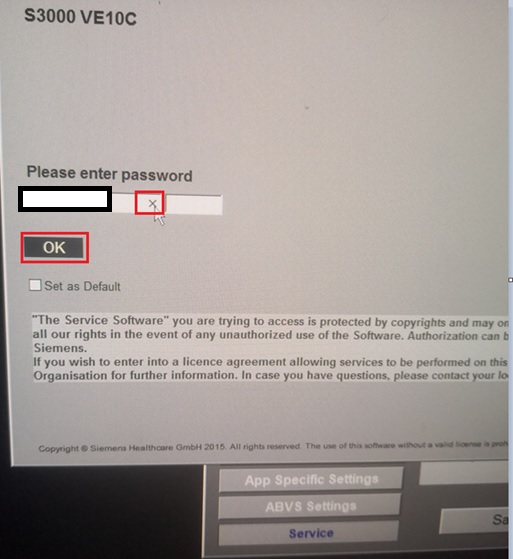 S3000 VE10C
Please enter password
OK
Set as Default
"The Service Software" you are trying to access is protected by copyrights and may on
all our rights in the event of any unauthorized use of the Software. Authorization can b
Siemens.
If you wish to enter into a licence agreement allowing services to be performed on this
Organisation for further information. In case you have questions, please contact your lo
Copyright © Siemens Healthcare GmbH 2015. All rights reserved. The use of this software without a valid license is proh
App Specific Settings
ABVS Settings
Sa
Service